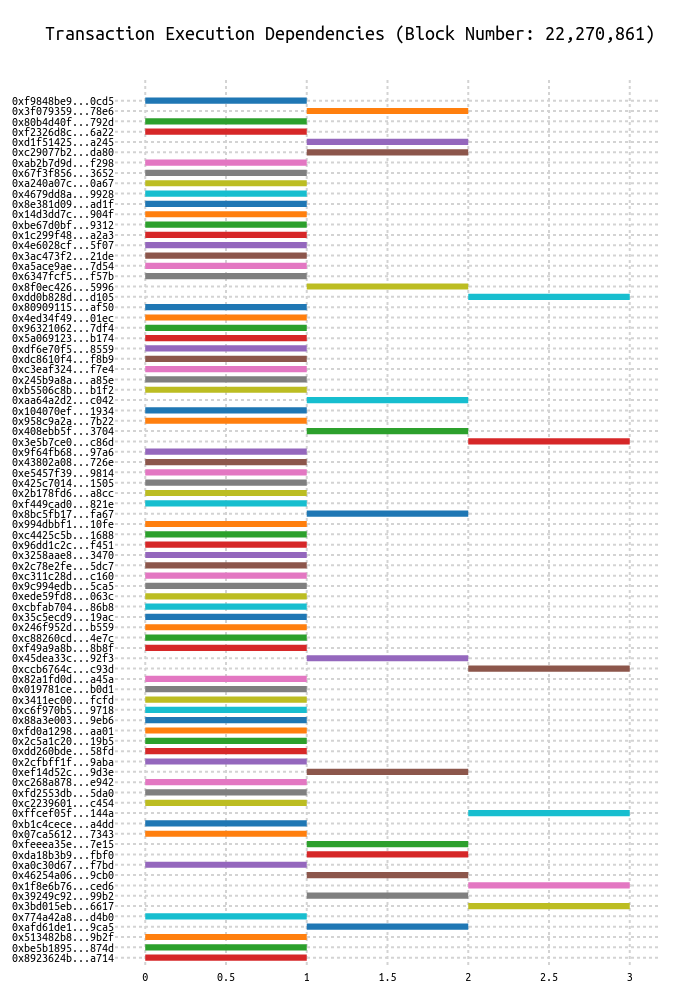 Transaction Execution Dependencies (Block Number: 22,270,861)
0xf9848be9...0cd5
0x3f079359...78e6
0x80b4d40f...792d
0xf2326d8c...6a22
0xd1f51425...a245
0xc29077b2...da80
0xab2b7d9d...f298
0x67f3f856...3652
0xa240a07c...0a67
0x4679dd8a...9928
0x8e381d09...ad1f
0x14d3dd7c...904f
0xbe67d0bf...9312
0x1c299f48...a2a3
0x4e6028cf...5f07
0x3ac473f2...21de
0xa5ace9ae...7d54
0x6347fcf5...f57b
0x8f0ec426...5996
0xdd0b828d...d105
0x80909115...af50
0x4ed34f49...01ec
0x96321062...7df4
0x5a069123...b174
0xdf6e70f5...8559
0xdc8610f4...f8b9
0xc3eaf324...f7e4
0x245b9a8a...a85e
0xb5506c8b...b1f2
0xaa64a2d2...c042
0x104070ef...1934
0x958c9a2a...7b22
0x408ebb5f...3704
0x3e5b7ce0...c86d
0x9f64fb68...97a6
0x43802a08...726e
0xe5457f39...9814
0x425c7014...1505
0x2b178fd6...a8cc
0xf449cad0...821e
0x8bc5fb17...fa67
0x994dbbf1...10fe
0xc4425c5b...1688
0x96dd1c2c...f451
0x3258aae8...3470
0x2c78e2fe...5dc7
0xc311c28d...c160
0x9c994edb...5ca5
0xede59fd8...063c
0xcbfab704...86b8
0x35c5ecd9...19ac
0x246f952d...b559
0xc88260cd...4e7c
0xf49a9a8b...8b8f
0x45dea33c...92f3
0xccb6764c...c93d
0x82a1fd0d...a45a
0x019781ce...b0d1
0x3411ec00...fcfd
0xc6f970b5...9718
0x88a3e003...9eb6
0xfd0a1298...aa01
0x2c5a1c20...19b5
0xdd260bde...58fd
0x2cfbff1f...9aba
0xef14d52c...9d3e
0xc268a878...e942
0xfd2553db...5da0
0xc2239601...c454
0xffcef05f...144a
0xb1c4cece...a4dd
0x07ca5612...7343
0xfeeea35e...7e15
0xda18b3b9...fbf0
0xa0c30d67...f7bd
0x46254a06...9cb0
0x1f8e6b76...ced6
0x39249c92...99b2
0x3bd015eb...6617
0x774a42a8...d4b0
0xafd61de1...9ca5
0x513482b8...9b2f
0xbe5b1895...874d
0x8923624b...a714
0 0.5 1 1.5 2 2.5 3